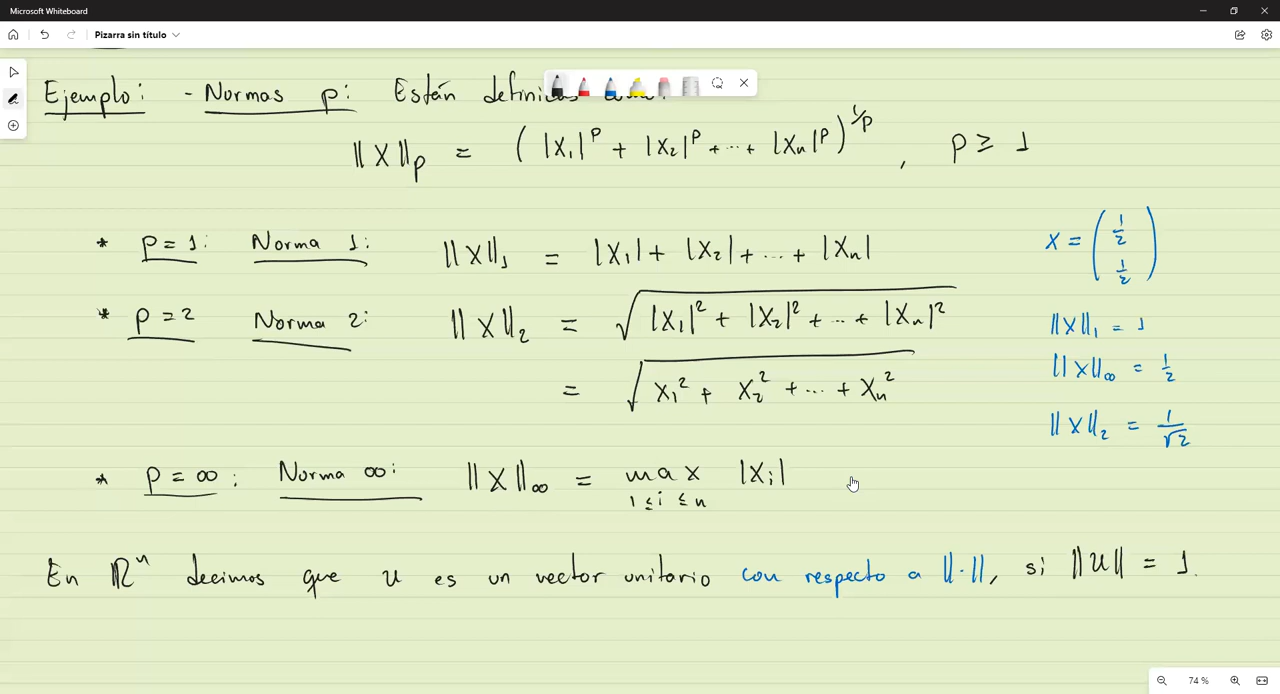 Microsoft Whiteboard
Pizarra sin título
Ejemplo: - Normas p: Están definidas como:
||X||_p = (|X₁|^p + |X₂|^p + ... + |Xₙ|^p)^{1/p}, p ≥ 1
* p = 1: Norma 1: ||X||₁ = |X₁| + |X₂| + ... + |Xₙ|
X = (1/2 1/2)
* p = 2 Norma 2: ||X||₂ = √(|X₁|² + |X₂|² + ... + |Xₙ|²)
||X||₁ = 1
= √(X₁² + X₂² + ... + Xₙ²)
||X||∞ = 1/2
||X||₂ = 1/√2
* p = ∞: Norma ∞: ||X||∞ = max |Xᵢ|
1 ≤ i ≤ n
En ℝⁿ decimos que u es un vector unitario con respecto a ||·||, si ||u|| = 1.
74 %